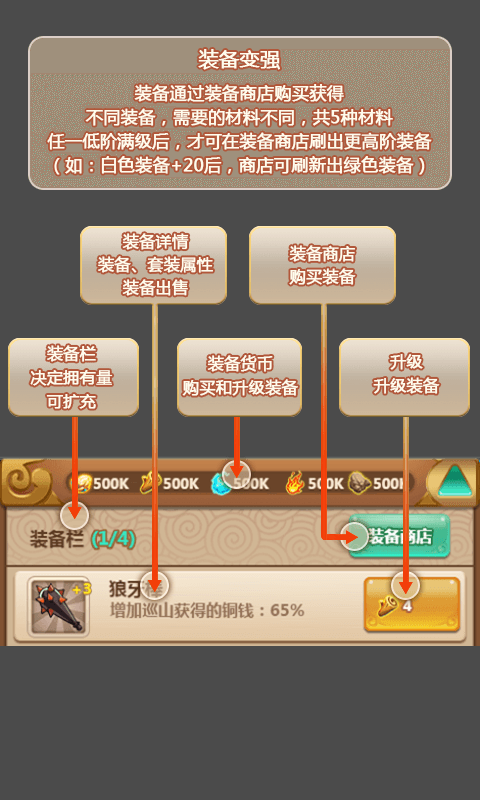 装备变强
装备通过装备商店购买获得
不同装备，需要的材料不同，共5种材料
任一低阶满级后，才可在装备商店刷出更高阶装备
（如：白色装备+20后，商店可刷新出绿色装备）
装备详情
装备、套装属性
装备出售
装备商店
购买装备
装备栏
决定拥有量
可扩充
装备货币
购买和升级装备
升级
升级装备
500K 500K 500K 500K 500K
装备栏 (1/4)
装备商店
+3
狼牙
增加巡山获得的铜钱：65%
4